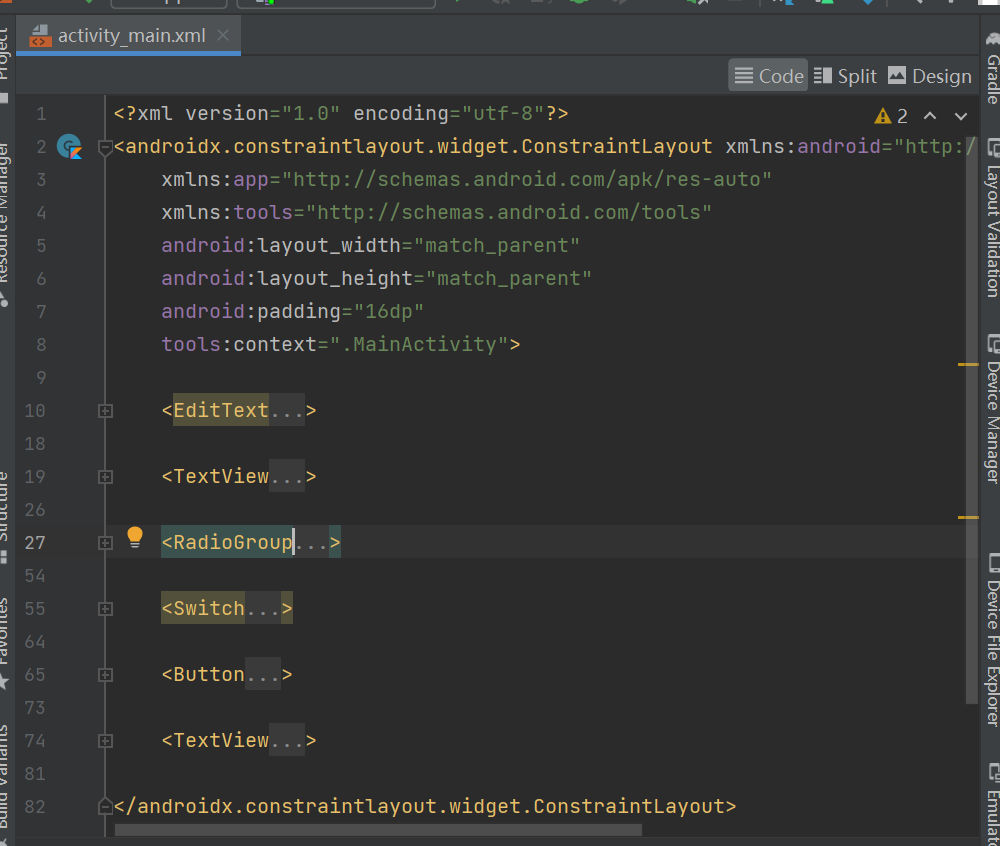 activity_main.xml
Code Split Design
2
1 <?xml version="1.0" encoding="utf-8"?>
2 <androidx.constraintlayout.widget.ConstraintLayout xmlns:android="http:/
3 xmlns:app="http://schemas.android.com/apk/res-auto"
4 xmlns:tools="http://schemas.android.com/tools"
5 android:layout_width="match_parent"
6 android:layout_height="match_parent"
7 android:padding="16dp"
8 tools:context=".MainActivity">
9
10 <EditText...>
18
19 <TextView...>
26
27 <RadioGroup...>
54
55 <Switch...>
64
65 <Button...>
73
74 <TextView...>
81
82 </androidx.constraintlayout.widget.ConstraintLayout>
Project
Resource Manager
Structure
Favorites
Build Variants
Gradle
Layout Validation
Device Manager
Device File Explorer
Emulator